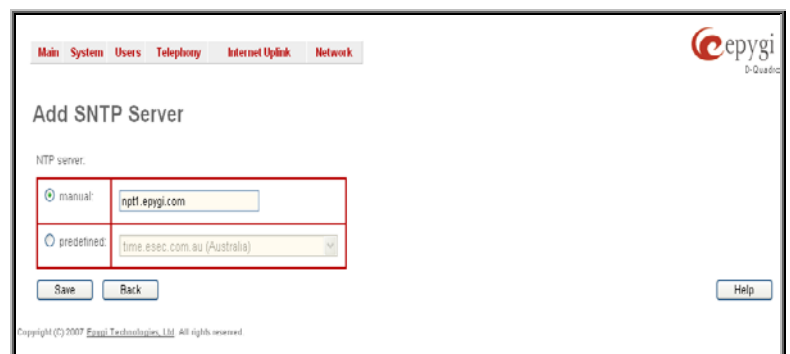 epygi
D-Quadro
Main System Users Telephony Internet Uplink Network
Add SNTP Server
NTP server:
manual: npt1.epygi.com
predefined: time.esec.com.au (Australia)
Save Back Help
Copyright (C) 2007 Epygi Technologies, Ltd. All rights reserved.